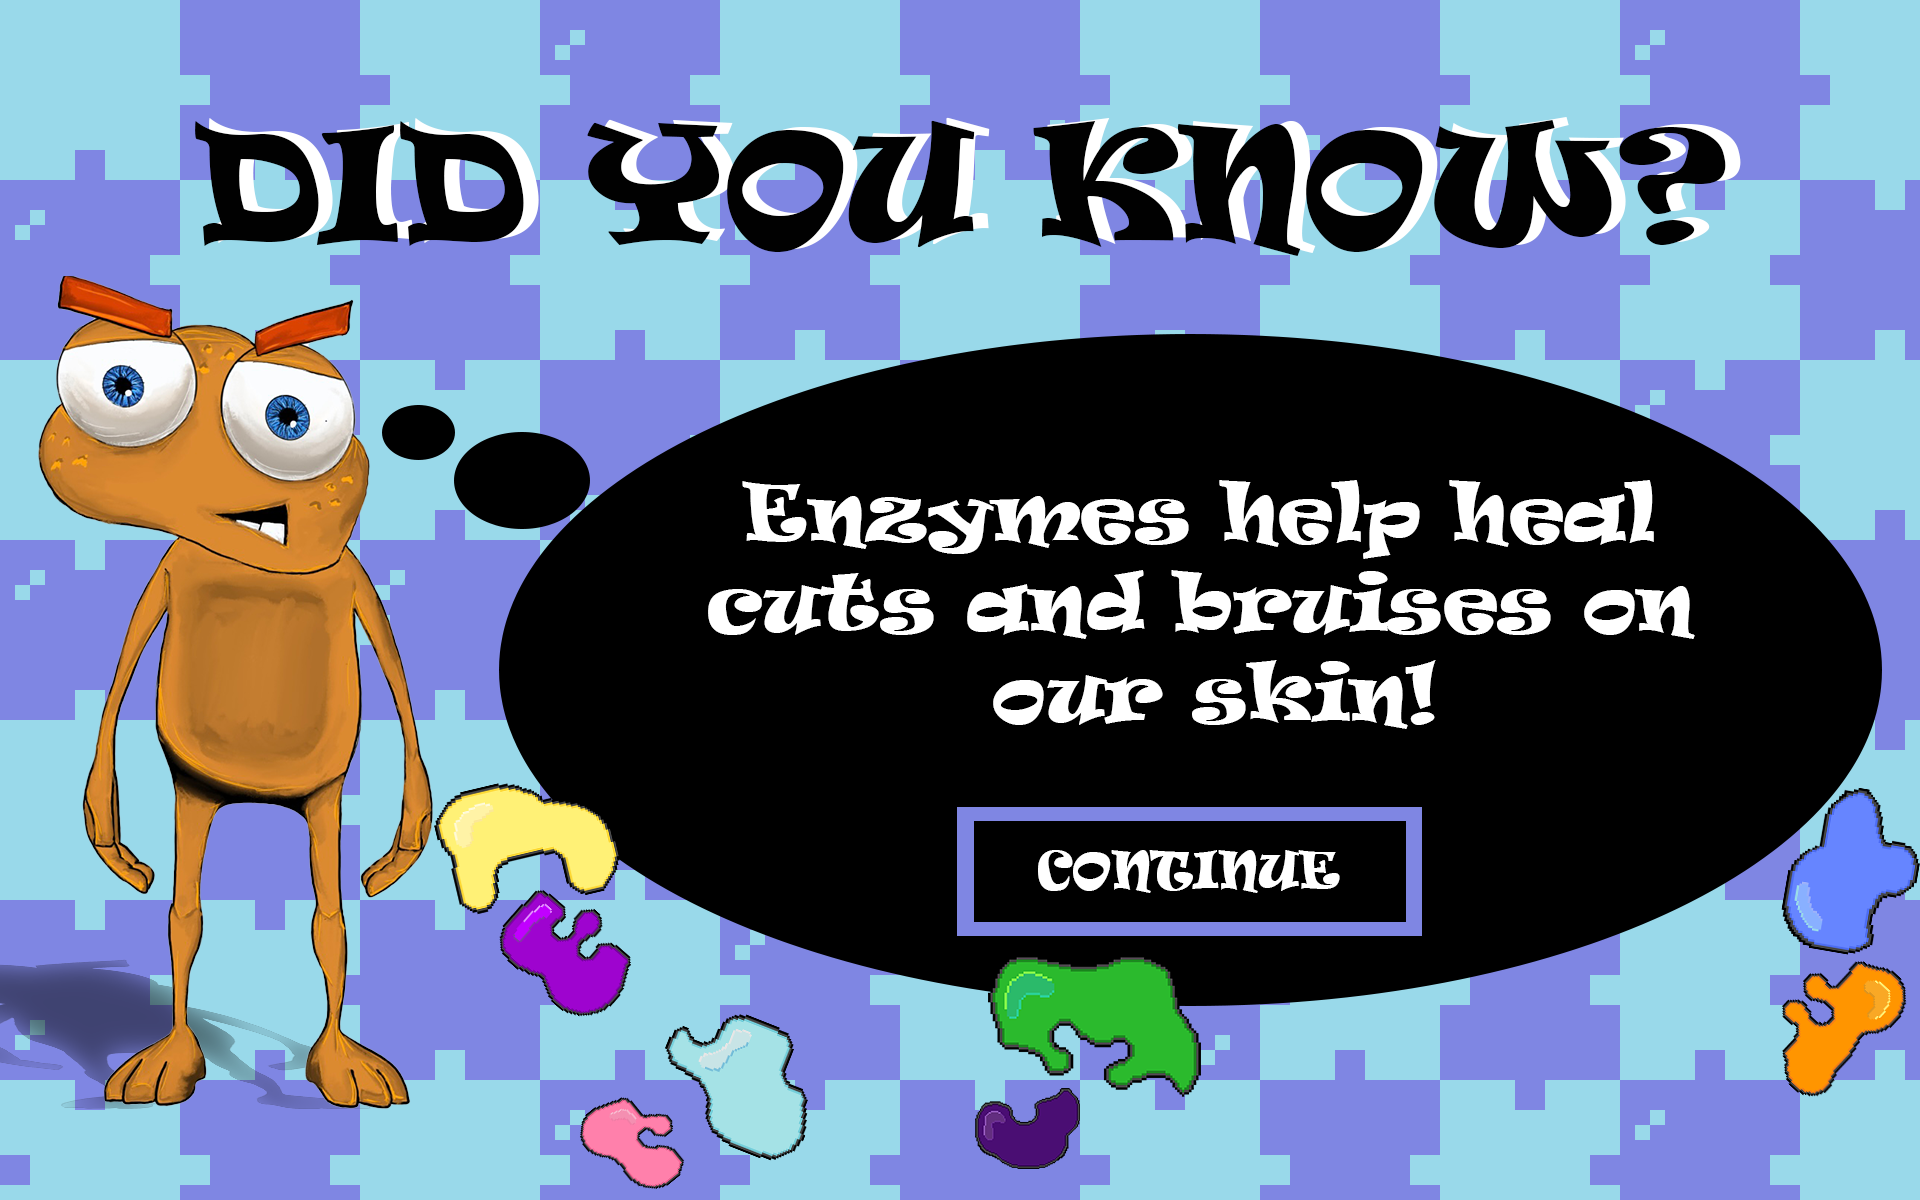 DID YOU KNOW?
Enzymes help heal
cuts and bruises on
our skin!
CONTINUE